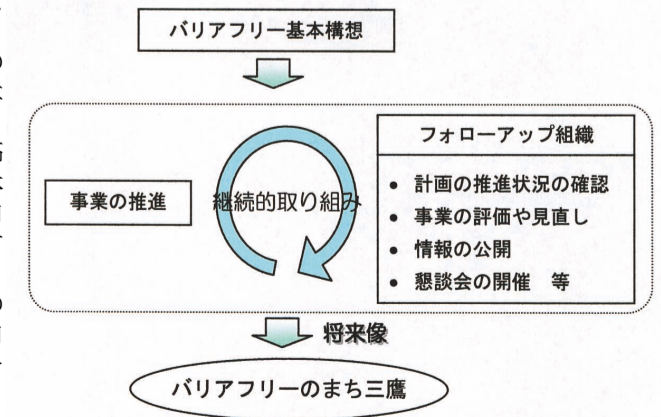 バリアフリー基本構想
事業の推進
継続的取り組み
フォローアップ組織
● 計画の推進状況の確認
● 事業の評価や見直し
● 情報の公開
● 懇談会の開催　等
将来像
バリアフリーのまち三鷹